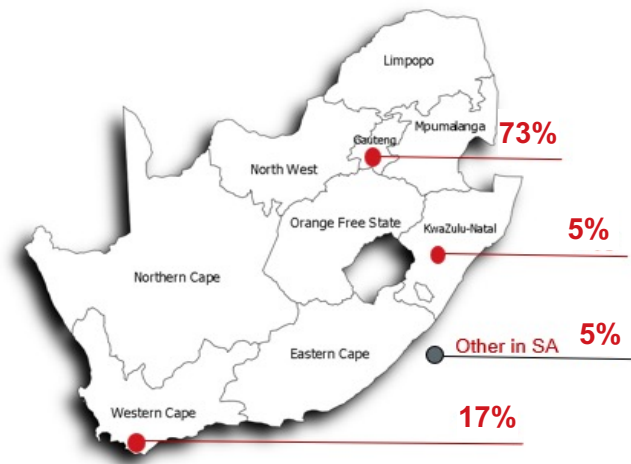 Limpopo
Mpumalanga
73%
Gauteng
North West
Orange Free State
KwaZulu-Natal
5%
Northern Cape
Other in SA 5%
Eastern Cape
Western Cape
17%